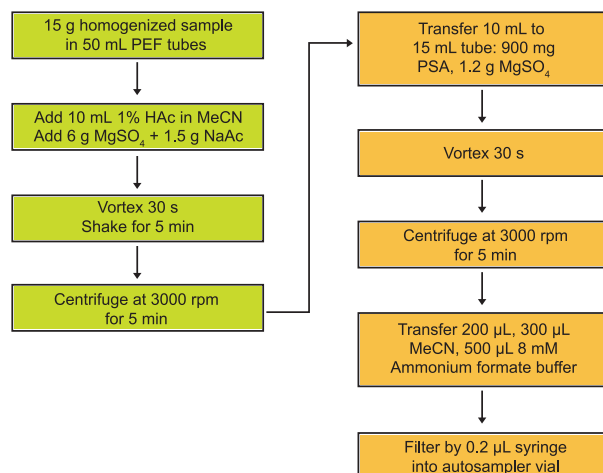 15 g homogenized sample
in 50 mL PEF tubes
Add 10 mL 1% HAc in MeCN
Add 6 g MgSO₄ + 1.5 g NaAc
Vortex 30 s
Shake for 5 min
Centrifuge at 3000 rpm
for 5 min
Transfer 10 mL to
15 mL tube: 900 mg
PSA, 1.2 g MgSO₄
Vortex 30 s
Centrifuge at 3000 rpm
for 5 min
Transfer 200 µL, 300 µL
MeCN, 500 µL 8 mM
Ammonium formate buffer
Filter by 0.2 µL syringe
into autosampler vial